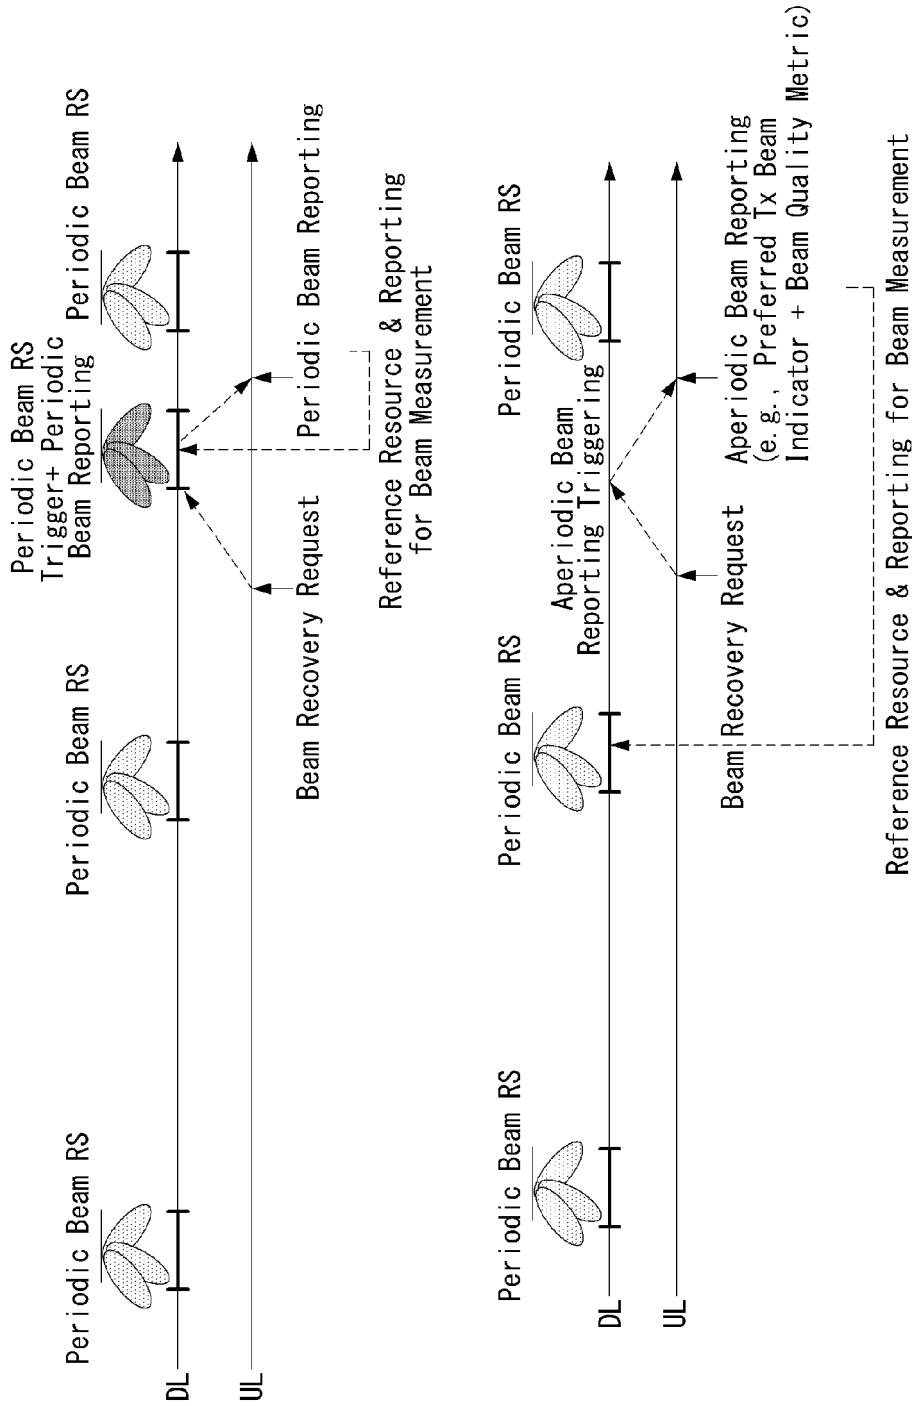 Periodic Beam RS
Periodic Beam RS
Periodic Beam RS
Trigger+ Periodic
Beam Reporting
Periodic Beam RS
DL
UL
Beam Recovery Request
Periodic Beam Reporting
Reference Resource & Reporting
for Beam Measurement
Periodic Beam RS
Periodic Beam RS
Aperiodic Beam
Reporting Triggering
Periodic Beam RS
DL
UL
Beam Recovery Request
Aperiodic Beam Reporting
(e.g., Preferred Tx Beam
Indicator + Beam Quality Metric)
Reference Resource & Reporting for Beam Measurement